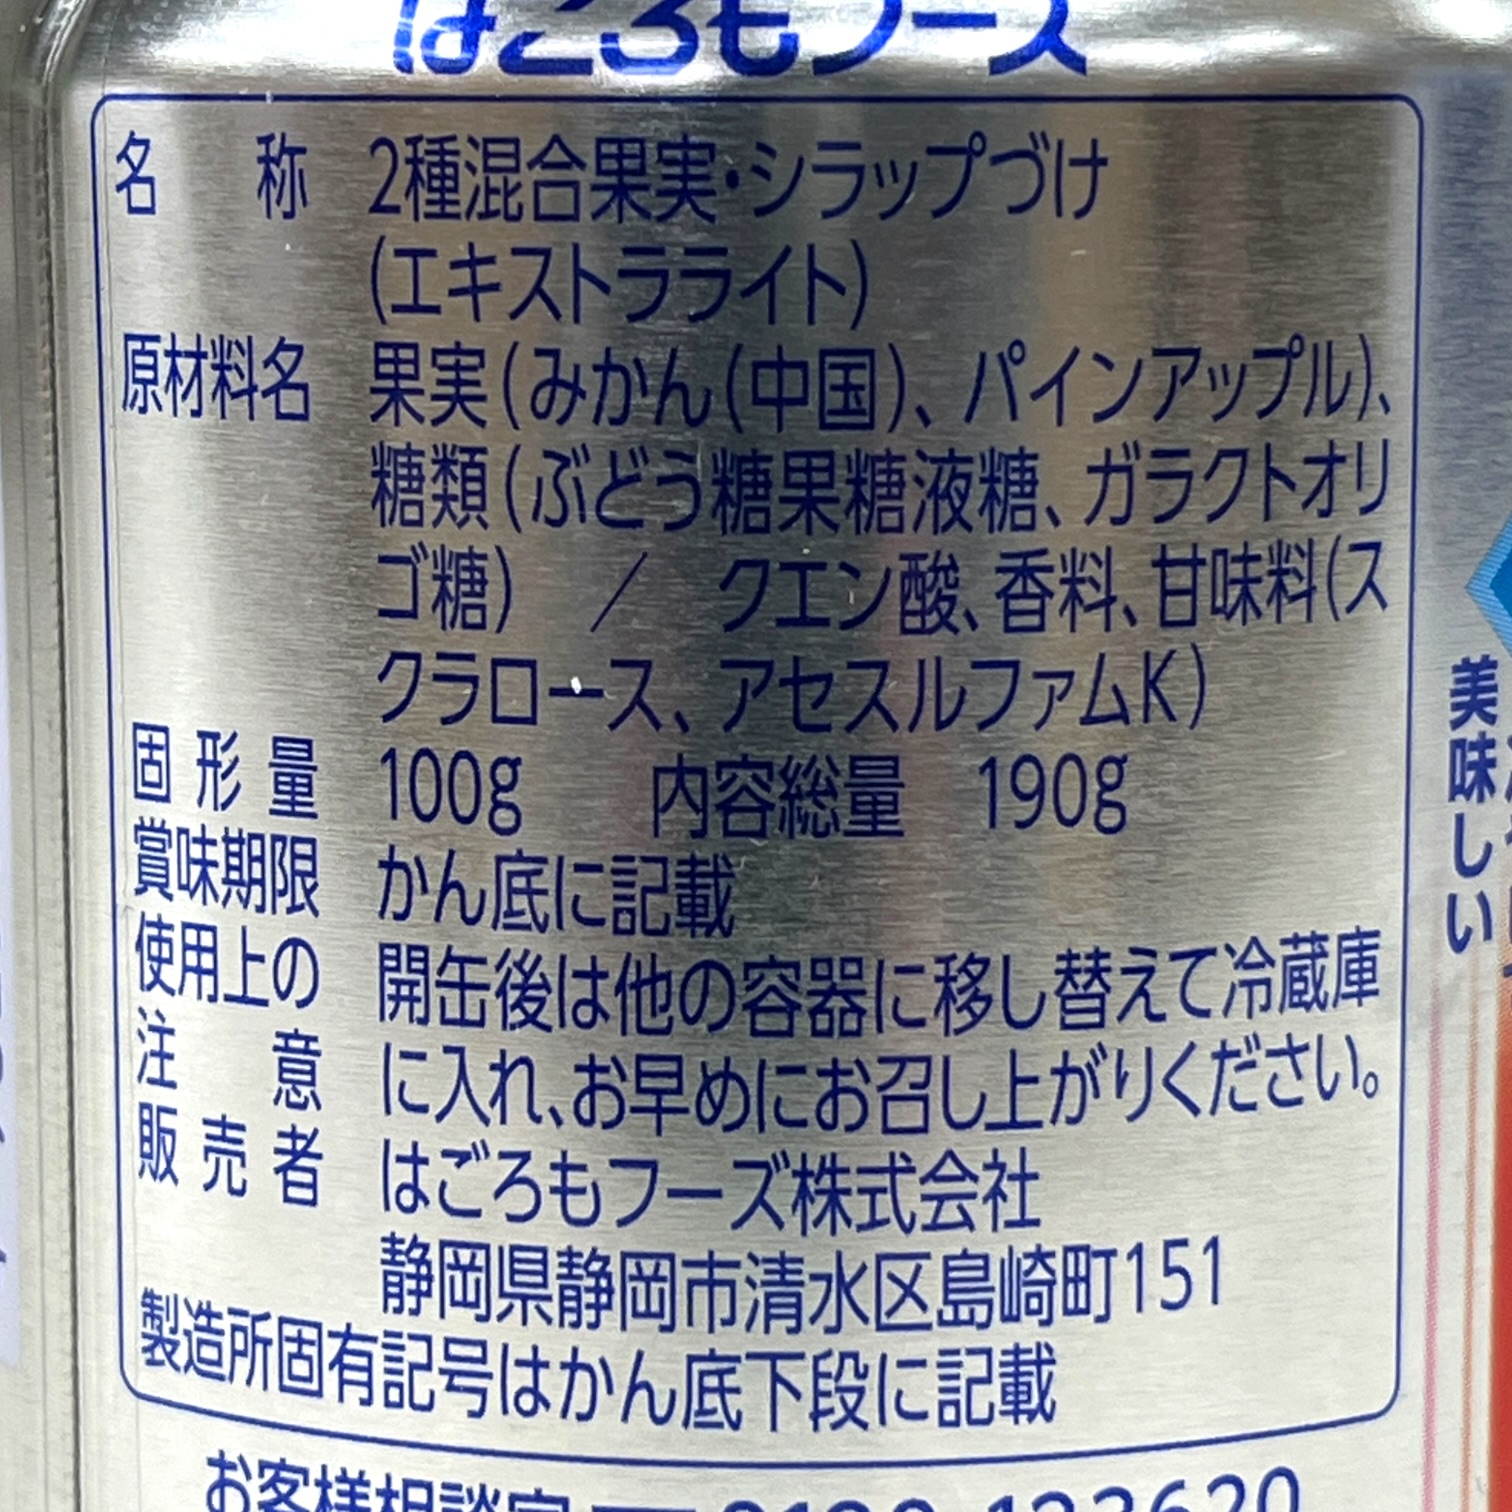 はごろもフーズ
名称 2種混合果実・シラップづけ
(エキストラライト)
原材料名 果実(みかん(中国)、パインアップル)、
糖類(ぶどう糖果糖液糖、ガラクトオリ
ゴ糖) / クエン酸、香料、甘味料(ス
クラロース、アセスルファムK)
固形量 100g 内容総量 190g
賞味期限 かん底に記載
使用上の 開缶後は他の容器に移し替えて冷蔵庫
注意 に入れ、お早めにお召し上がりください。
販売者 はごろもフーズ株式会社
静岡県静岡市清水区島崎町151
製造所固有記号はかん底下段に記載
お客様相談室
美味しい